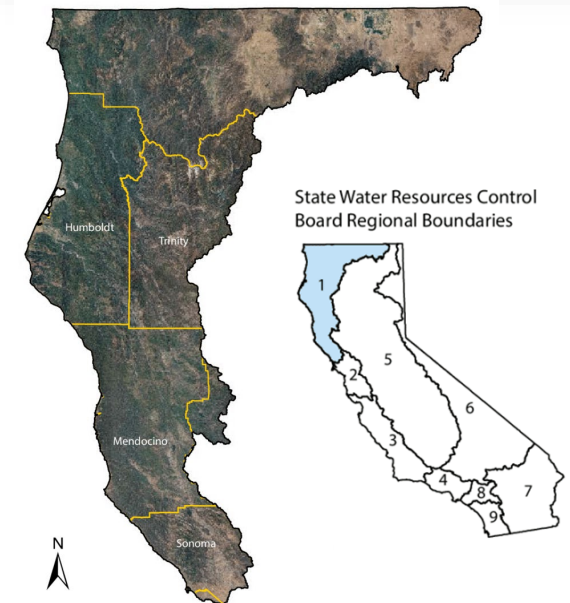 Humboldt
Trinity
Mendocino
Sonoma
N
State Water Resources Control
Board Regional Boundaries
1
2
3
4
5
6
7
8
9